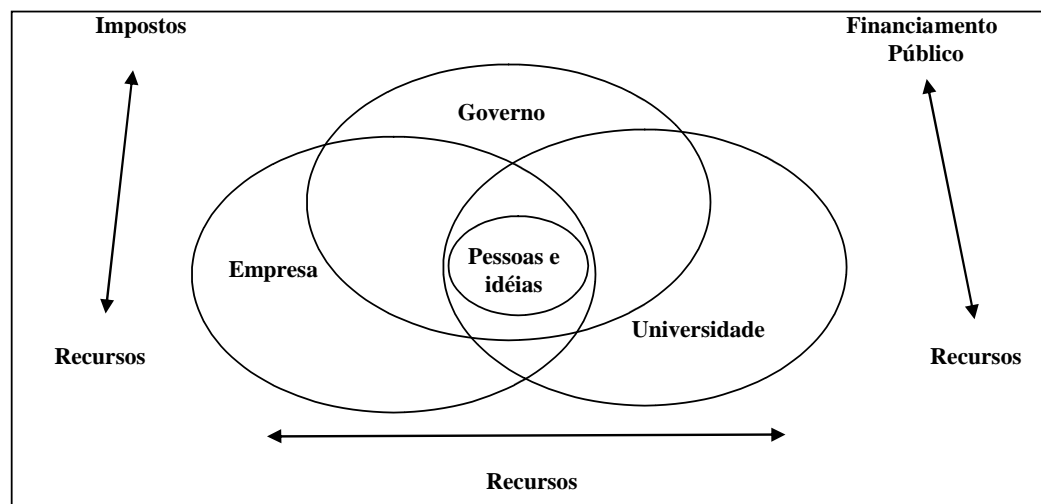 Impostos
Financiamento
Público
Governo
Empresa
Pessoas e
idéias
Universidade
Recursos
Recursos
Recursos